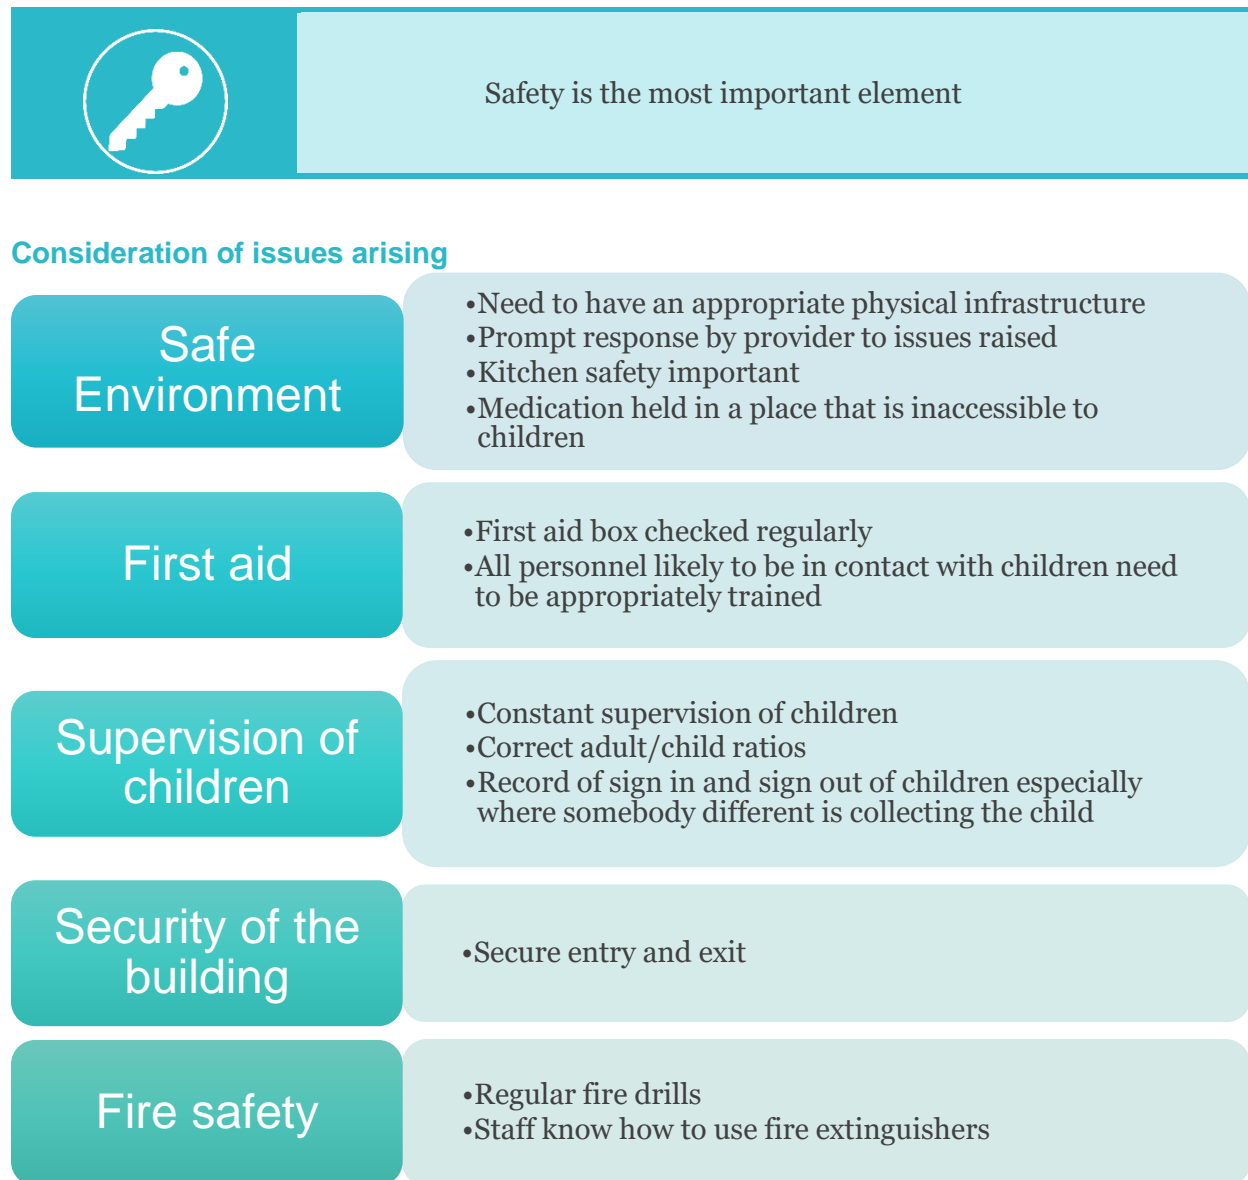 Safety is the most important element
Consideration of issues arising
Safe
Environment
•Need to have an appropriate physical infrastructure
•Prompt response by provider to issues raised
•Kitchen safety important
•Medication held in a place that is inaccessible to
children
First aid
•First aid box checked regularly
•All personnel likely to be in contact with children need
to be appropriately trained
Supervision of
children
•Constant supervision of children
•Correct adult/child ratios
•Record of sign in and sign out of children especially
where somebody different is collecting the child
Security of the
building
•Secure entry and exit
Fire safety
•Regular fire drills
•Staff know how to use fire extinguishers